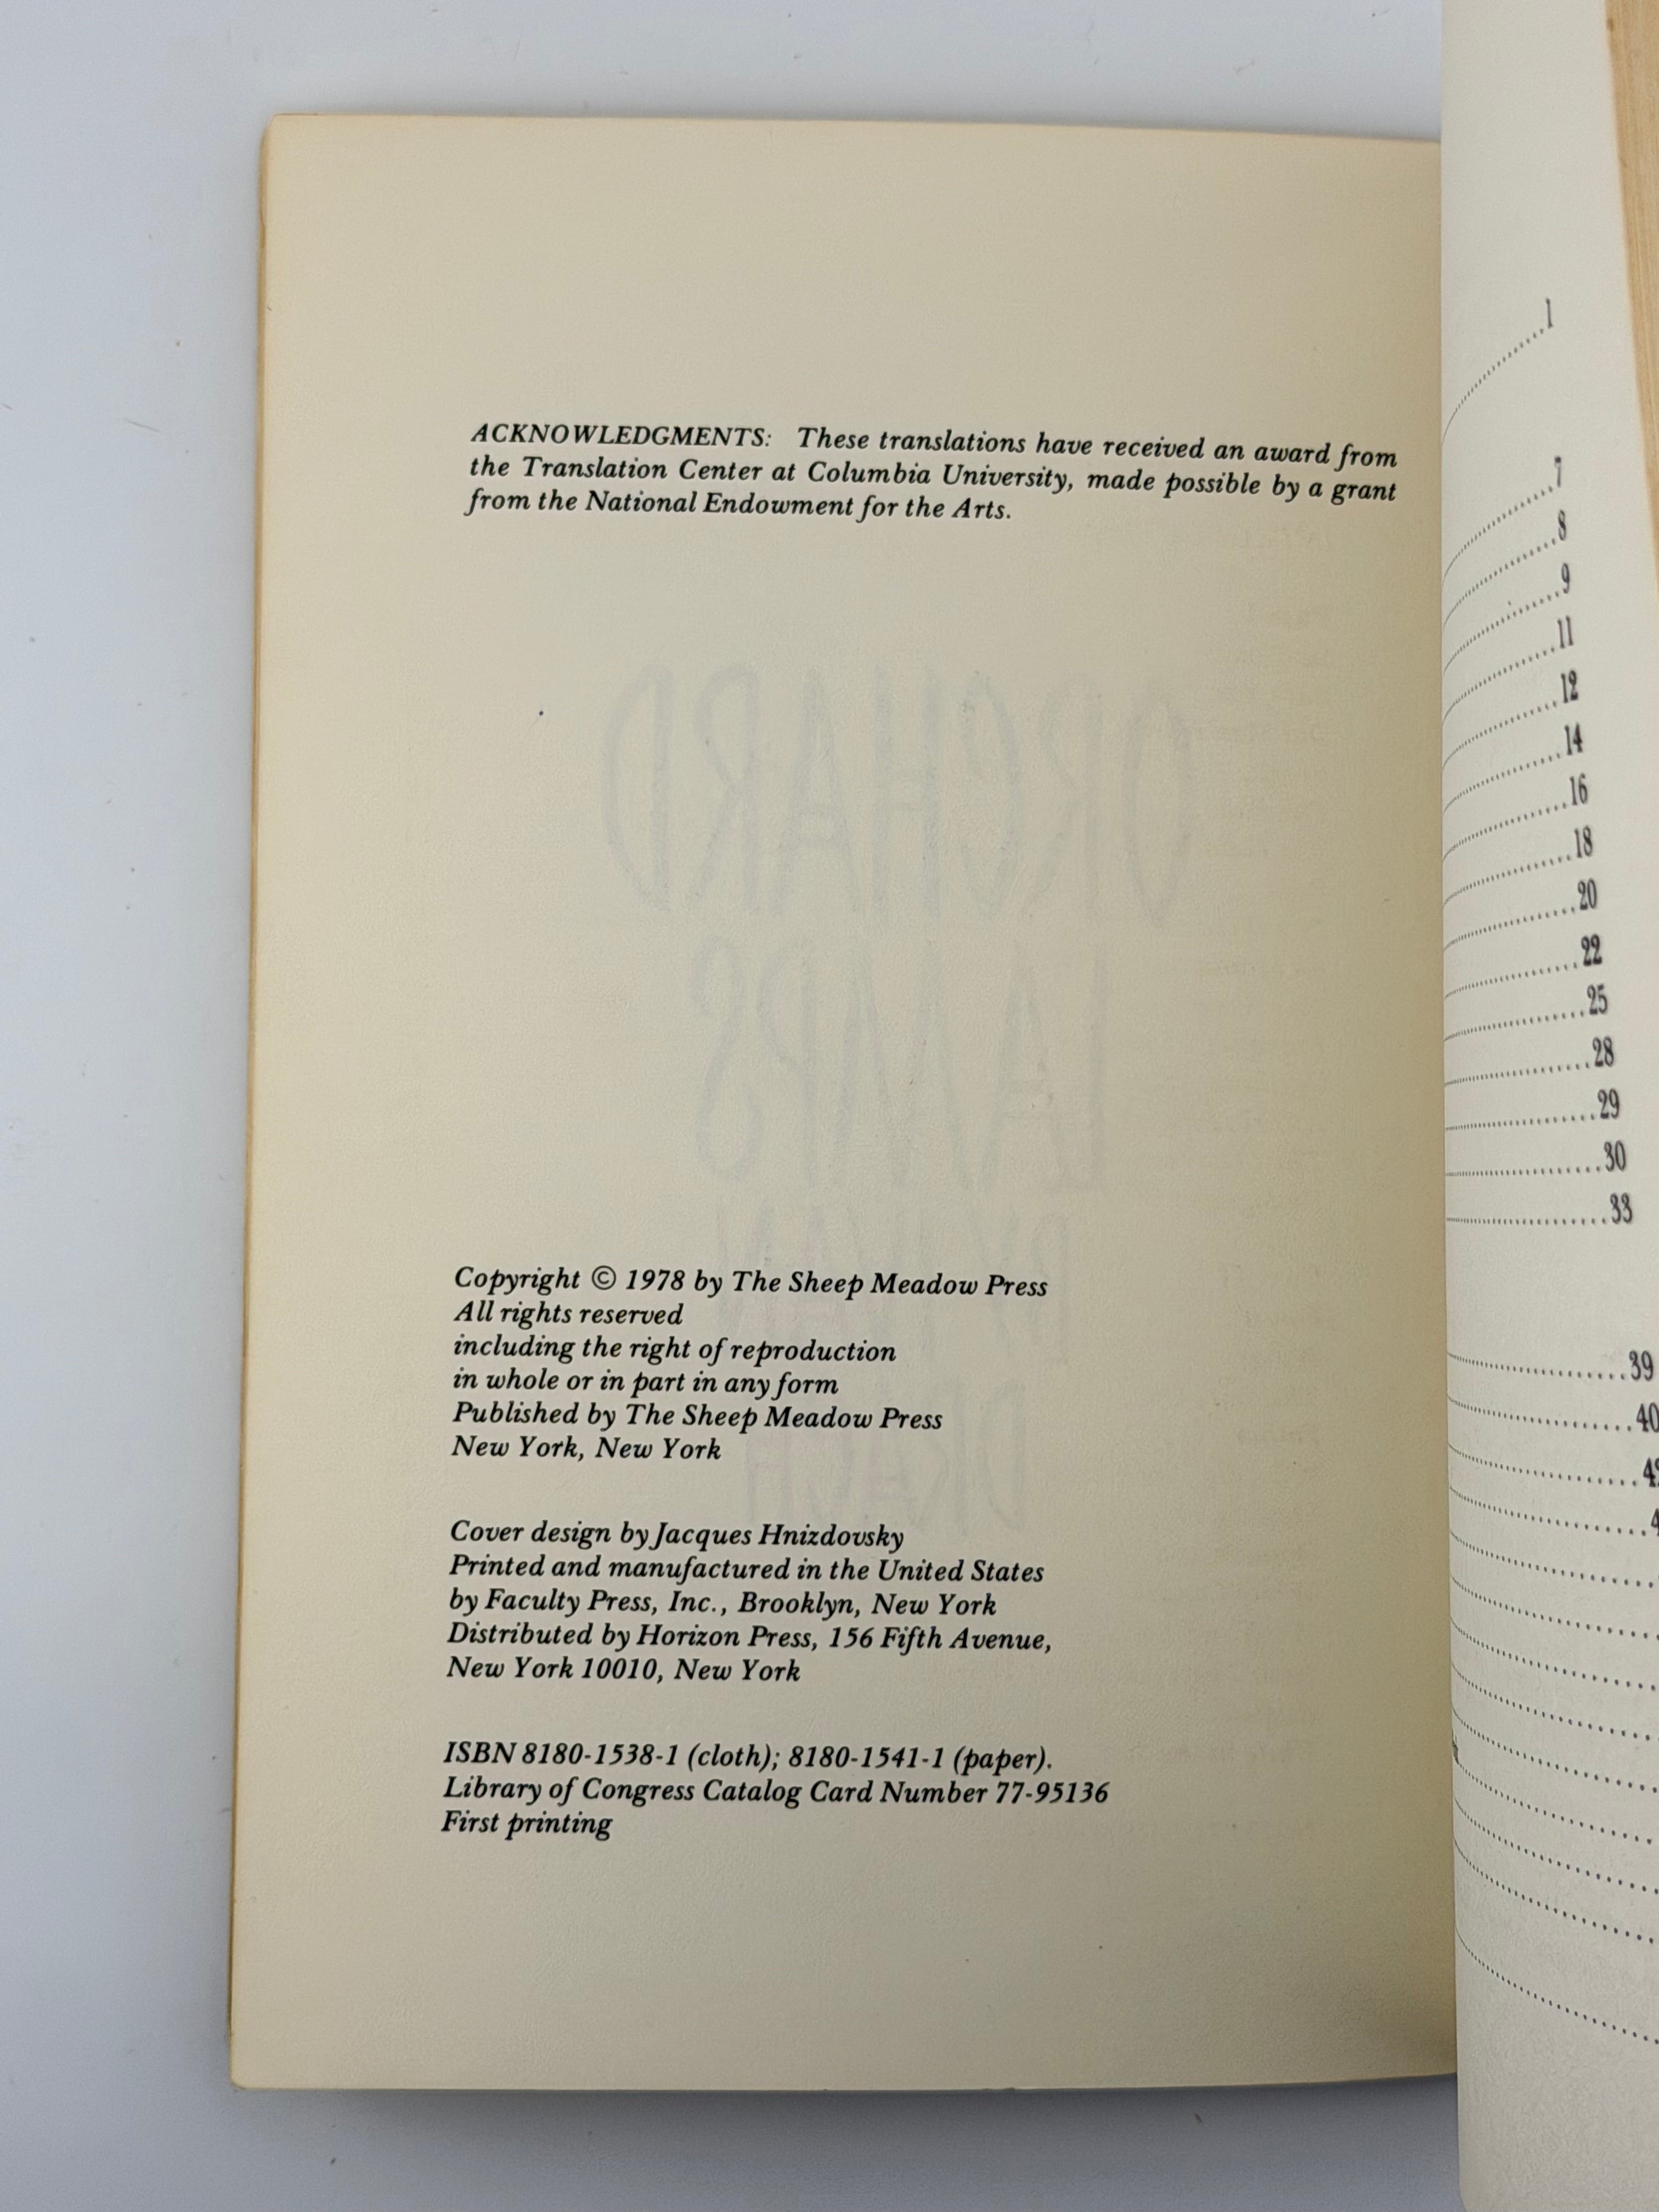 ACKNOWLEDGMENTS: These translations have received an award from
the Translation Center at Columbia University, made possible by a grant
from the National Endowment for the Arts.
ORCHARD
LAMPS
IVAN
DRACH
Copyright © 1978 by The Sheep Meadow Press
All rights reserved
including the right of reproduction
in whole or in part in any form
Published by The Sheep Meadow Press
New York, New York
Cover design by Jacques Hnizdovsky
Printed and manufactured in the United States
by Faculty Press, Inc., Brooklyn, New York
Distributed by Horizon Press, 156 Fifth Avenue,
New York 10010, New York
ISBN 8180-1538-1 (cloth); 8180-1541-1 (paper).
Library of Congress Catalog Card Number 77-95136
First printing
1
7
8
9
11
12
14
16
18
20
22
25
28
29
30
33
39
40